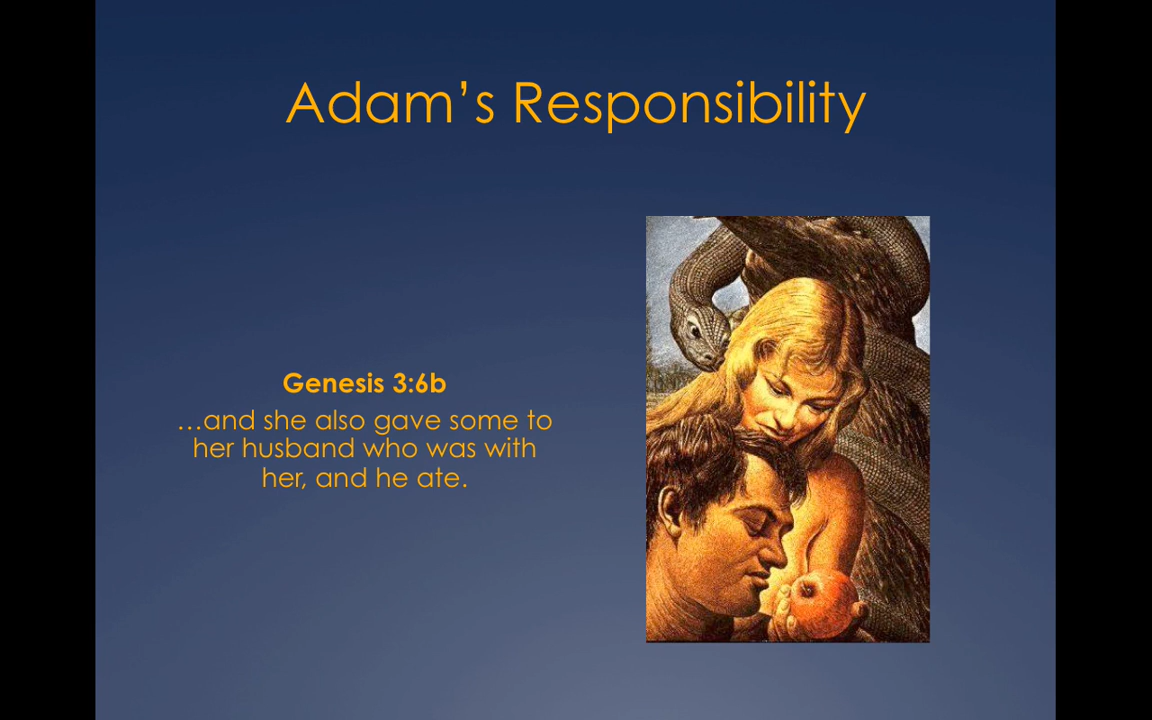 Adam’s Responsibility
Genesis 3:6b
…and she also gave some to
her husband who was with
her, and he ate.